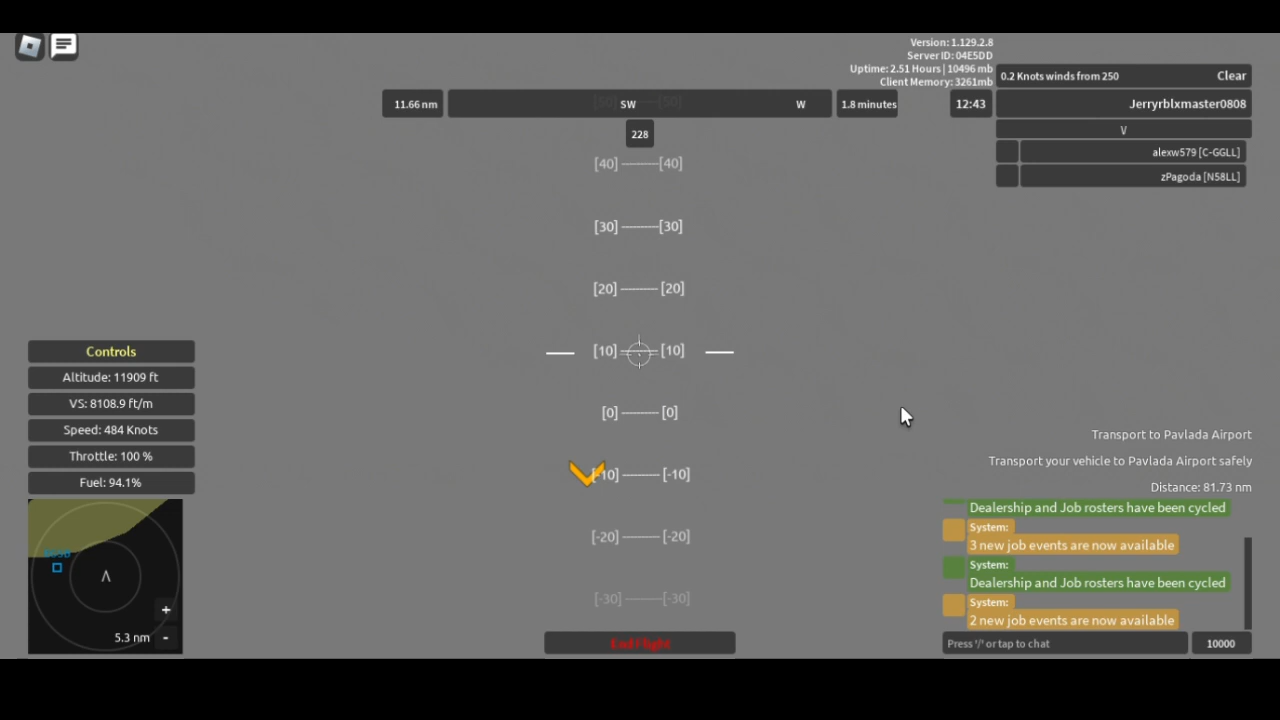 Version: 1.129.2.8
Server ID: 04E5DD
Uptime: 2.51 Hours | 10496 mb
Client Memory: 3261mb
0.2 Knots winds from 250 Clear
11.66 nm
SW W
1.8 minutes
12:43
Jerryrblxmaster0808
228
V
alexw579 [C-GGLL]
zPagoda [N58LL]
[50] [50]
[40] [40]
[30] [30]
[20] [20]
[10] [10]
[0] [0]
[-10]
[-20] [-20]
[-30] [-30]
Controls
Altitude: 11909 ft
VS: 8108.9 ft/m
Speed: 484 Knots
Throttle: 100 %
Fuel: 94.1%
+
5.3 nm -
End Flight
Transport to Pavlada Airport
Transport your vehicle to Pavlada Airport safely
Distance: 81.73 nm
Dealership and Job rosters have been cycled
System:
3 new job events are now available
System:
Dealership and Job rosters have been cycled
System:
2 new job events are now available
Press '/' or tap to chat
10000